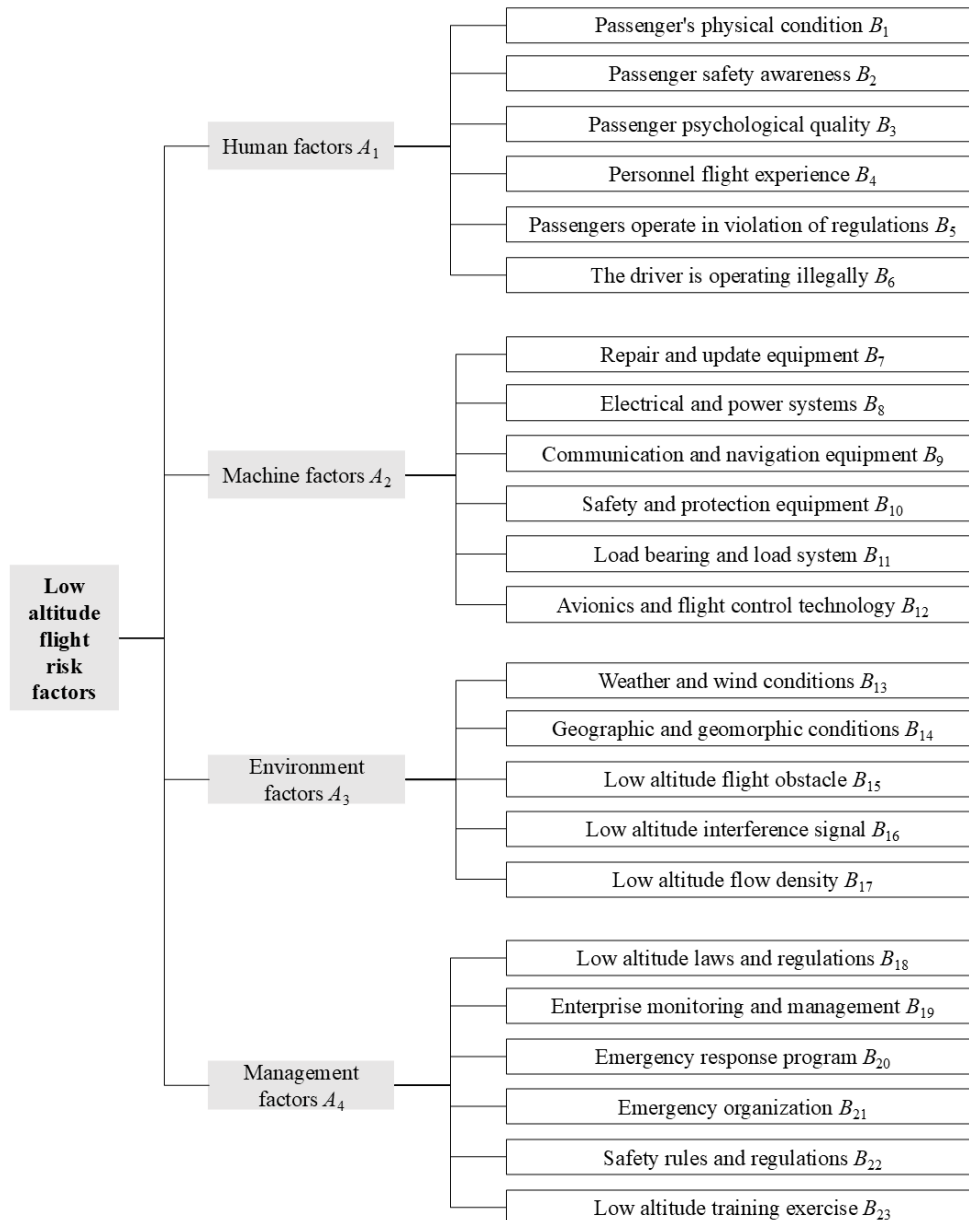 Low
altitude
flight
risk
factors
Human factors A₁
Passenger's physical condition B₁
Passenger safety awareness B₂
Passenger psychological quality B₃
Personnel flight experience B₄
Passengers operate in violation of regulations B₅
The driver is operating illegally B₆
Machine factors A₂
Repair and update equipment B₇
Electrical and power systems B₈
Communication and navigation equipment B₉
Safety and protection equipment B₁₀
Load bearing and load system B₁₁
Avionics and flight control technology B₁₂
Environment
factors A₃
Weather and wind conditions B₁₃
Geographic and geomorphic conditions B₁₄
Low altitude flight obstacle B₁₅
Low altitude interference signal B₁₆
Low altitude flow density B₁₇
Management
factors A₄
Low altitude laws and regulations B₁₈
Enterprise monitoring and management B₁₉
Emergency response program B₂₀
Emergency organization B₂₁
Safety rules and regulations B₂₂
Low altitude training exercise B₂₃